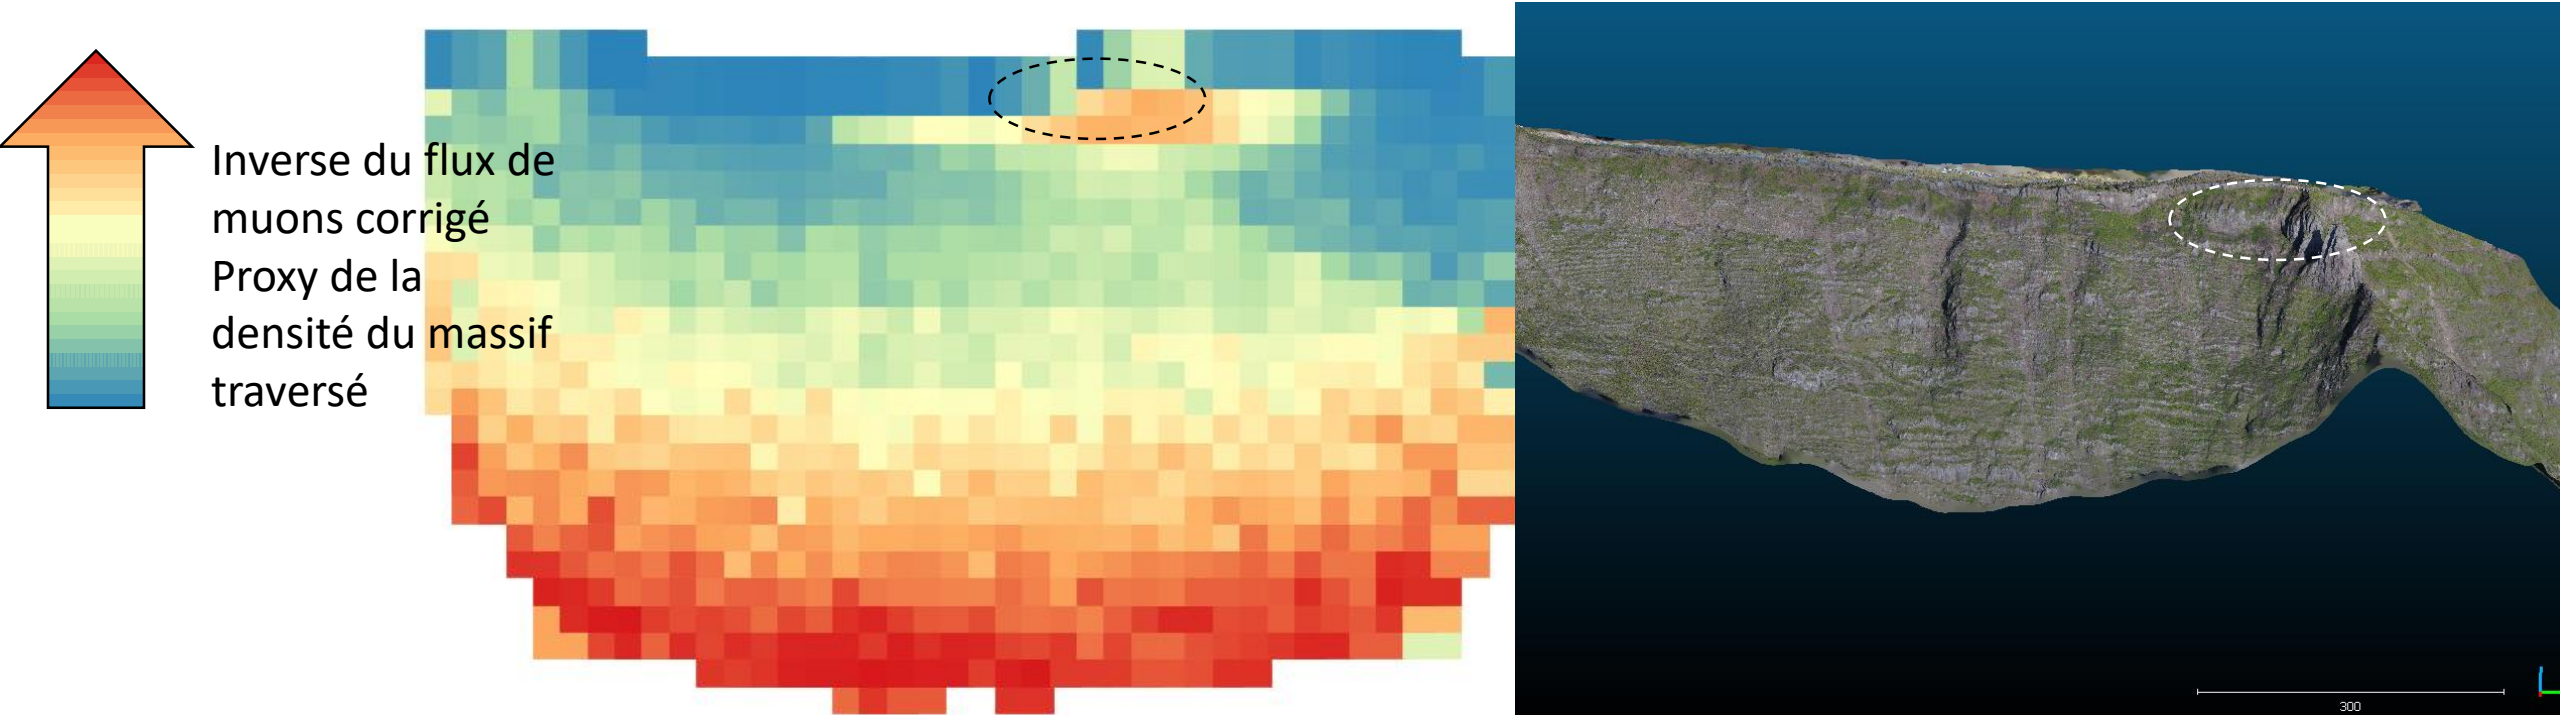 Inverse du flux de
muons corrigé
Proxy de la
densité du massif
traversé
300